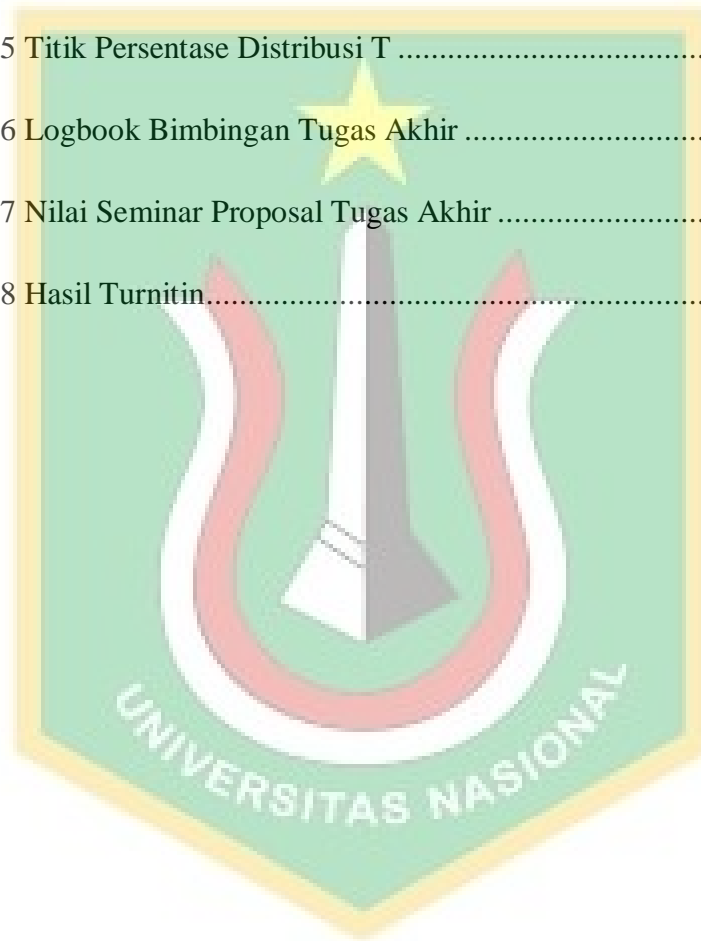 5 Titik Persentase Distribusi T ....................................
6 Logbook Bimbingan Tugas Akhir ............................
7 Nilai Seminar Proposal Tugas Akhir ........................
8 Hasil Turnitin............................................................
UNIVERSITAS NASIONAL